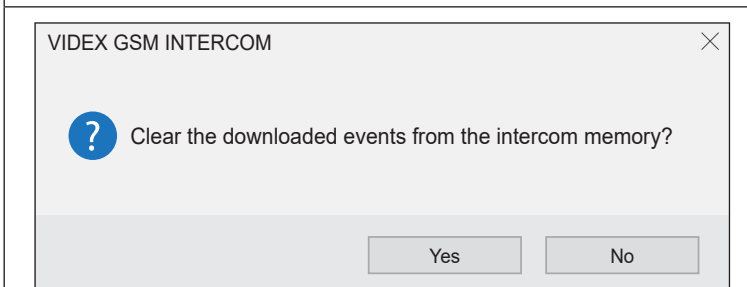 VIDEX GSM INTERCOM
?
Clear the downloaded events from the intercom memory?
Yes No